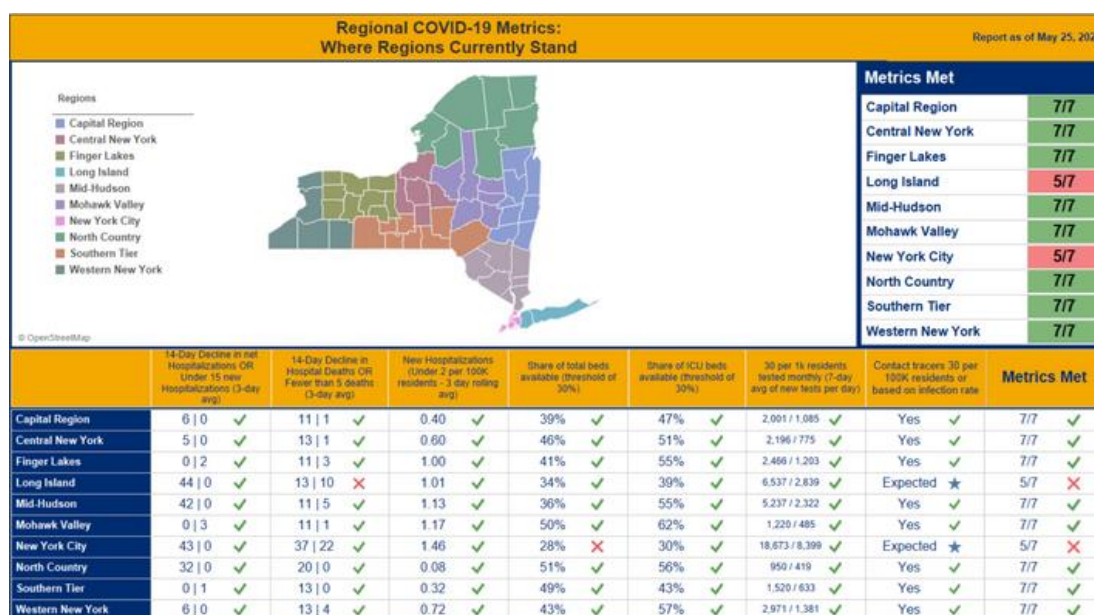 Regional COVID-19 Metrics:
Where Regions Currently Stand
Report as of May 25, 202
Regions
Capital Region
Central New York
Finger Lakes
Long Island
Mid-Hudson
Mohawk Valley
New York City
North Country
Southern Tier
Western New York
© OpenStreetMap
Metrics Met
Capital Region 7/7
Central New York 7/7
Finger Lakes 7/7
Long Island 5/7
Mid-Hudson 7/7
Mohawk Valley 7/7
New York City 5/7
North Country 7/7
Southern Tier 7/7
Western New York 7/7
14-Day Decline in net
Hospitalizations OR
Under 15 new
Hospitalizations (3-day
avg)
14-Day Decline in
Hospital Deaths OR
Fewer than 5 deaths
(3-day avg)
New Hospitalizations
(Under 2 per 100K
residents - 3 day rolling
avg)
Share of total beds
available (threshold of
30%)
Share of ICU beds
available (threshold of
30%)
30 per 1k residents
tested monthly (7-day
avg of new tests per day)
Contact tracers 30 per
100K residents or
based on infection rate
Metrics Met
Capital Region 6 | 0 ✓ 11 | 1 ✓ 0.40 ✓ 39% ✓ 47% ✓ 2,001 / 1,085 ✓ Yes ✓ 7/7 ✓
Central New York 5 | 0 ✓ 13 | 1 ✓ 0.60 ✓ 46% ✓ 51% ✓ 2,196 / 775 ✓ Yes ✓ 7/7 ✓
Finger Lakes 0 | 2 ✓ 11 | 3 ✓ 1.00 ✓ 41% ✓ 55% ✓ 2,466 / 1,203 ✓ Yes ✓ 7/7 ✓
Long Island 44 | 0 ✓ 13 | 10 ✗ 1.01 ✓ 34% ✓ 39% ✓ 6,537 / 2,839 ✓ Expected ★ 5/7 ✗
Mid-Hudson 42 | 0 ✓ 11 | 5 ✓ 1.13 ✓ 36% ✓ 55% ✓ 5,237 / 2,322 ✓ Yes ✓ 7/7 ✓
Mohawk Valley 0 | 3 ✓ 11 | 1 ✓ 1.17 ✓ 50% ✓ 62% ✓ 1,220 / 485 ✓ Yes ✓ 7/7 ✓
New York City 43 | 0 ✓ 37 | 22 ✓ 1.46 ✓ 28% ✗ 30% ✓ 18,673 / 8,399 ✓ Expected ★ 5/7 ✗
North Country 32 | 0 ✓ 20 | 0 ✓ 0.08 ✓ 51% ✓ 56% ✓ 950 / 419 ✓ Yes ✓ 7/7 ✓
Southern Tier 0 | 1 ✓ 13 | 0 ✓ 0.32 ✓ 49% ✓ 43% ✓ 1,520 / 633 ✓ Yes ✓ 7/7 ✓
Western New York 6 | 0 ✓ 13 | 4 ✓ 0.72 ✓ 43% ✓ 57% ✓ 2,971 / 1,381 ✓ Yes ✓ 7/7 ✓